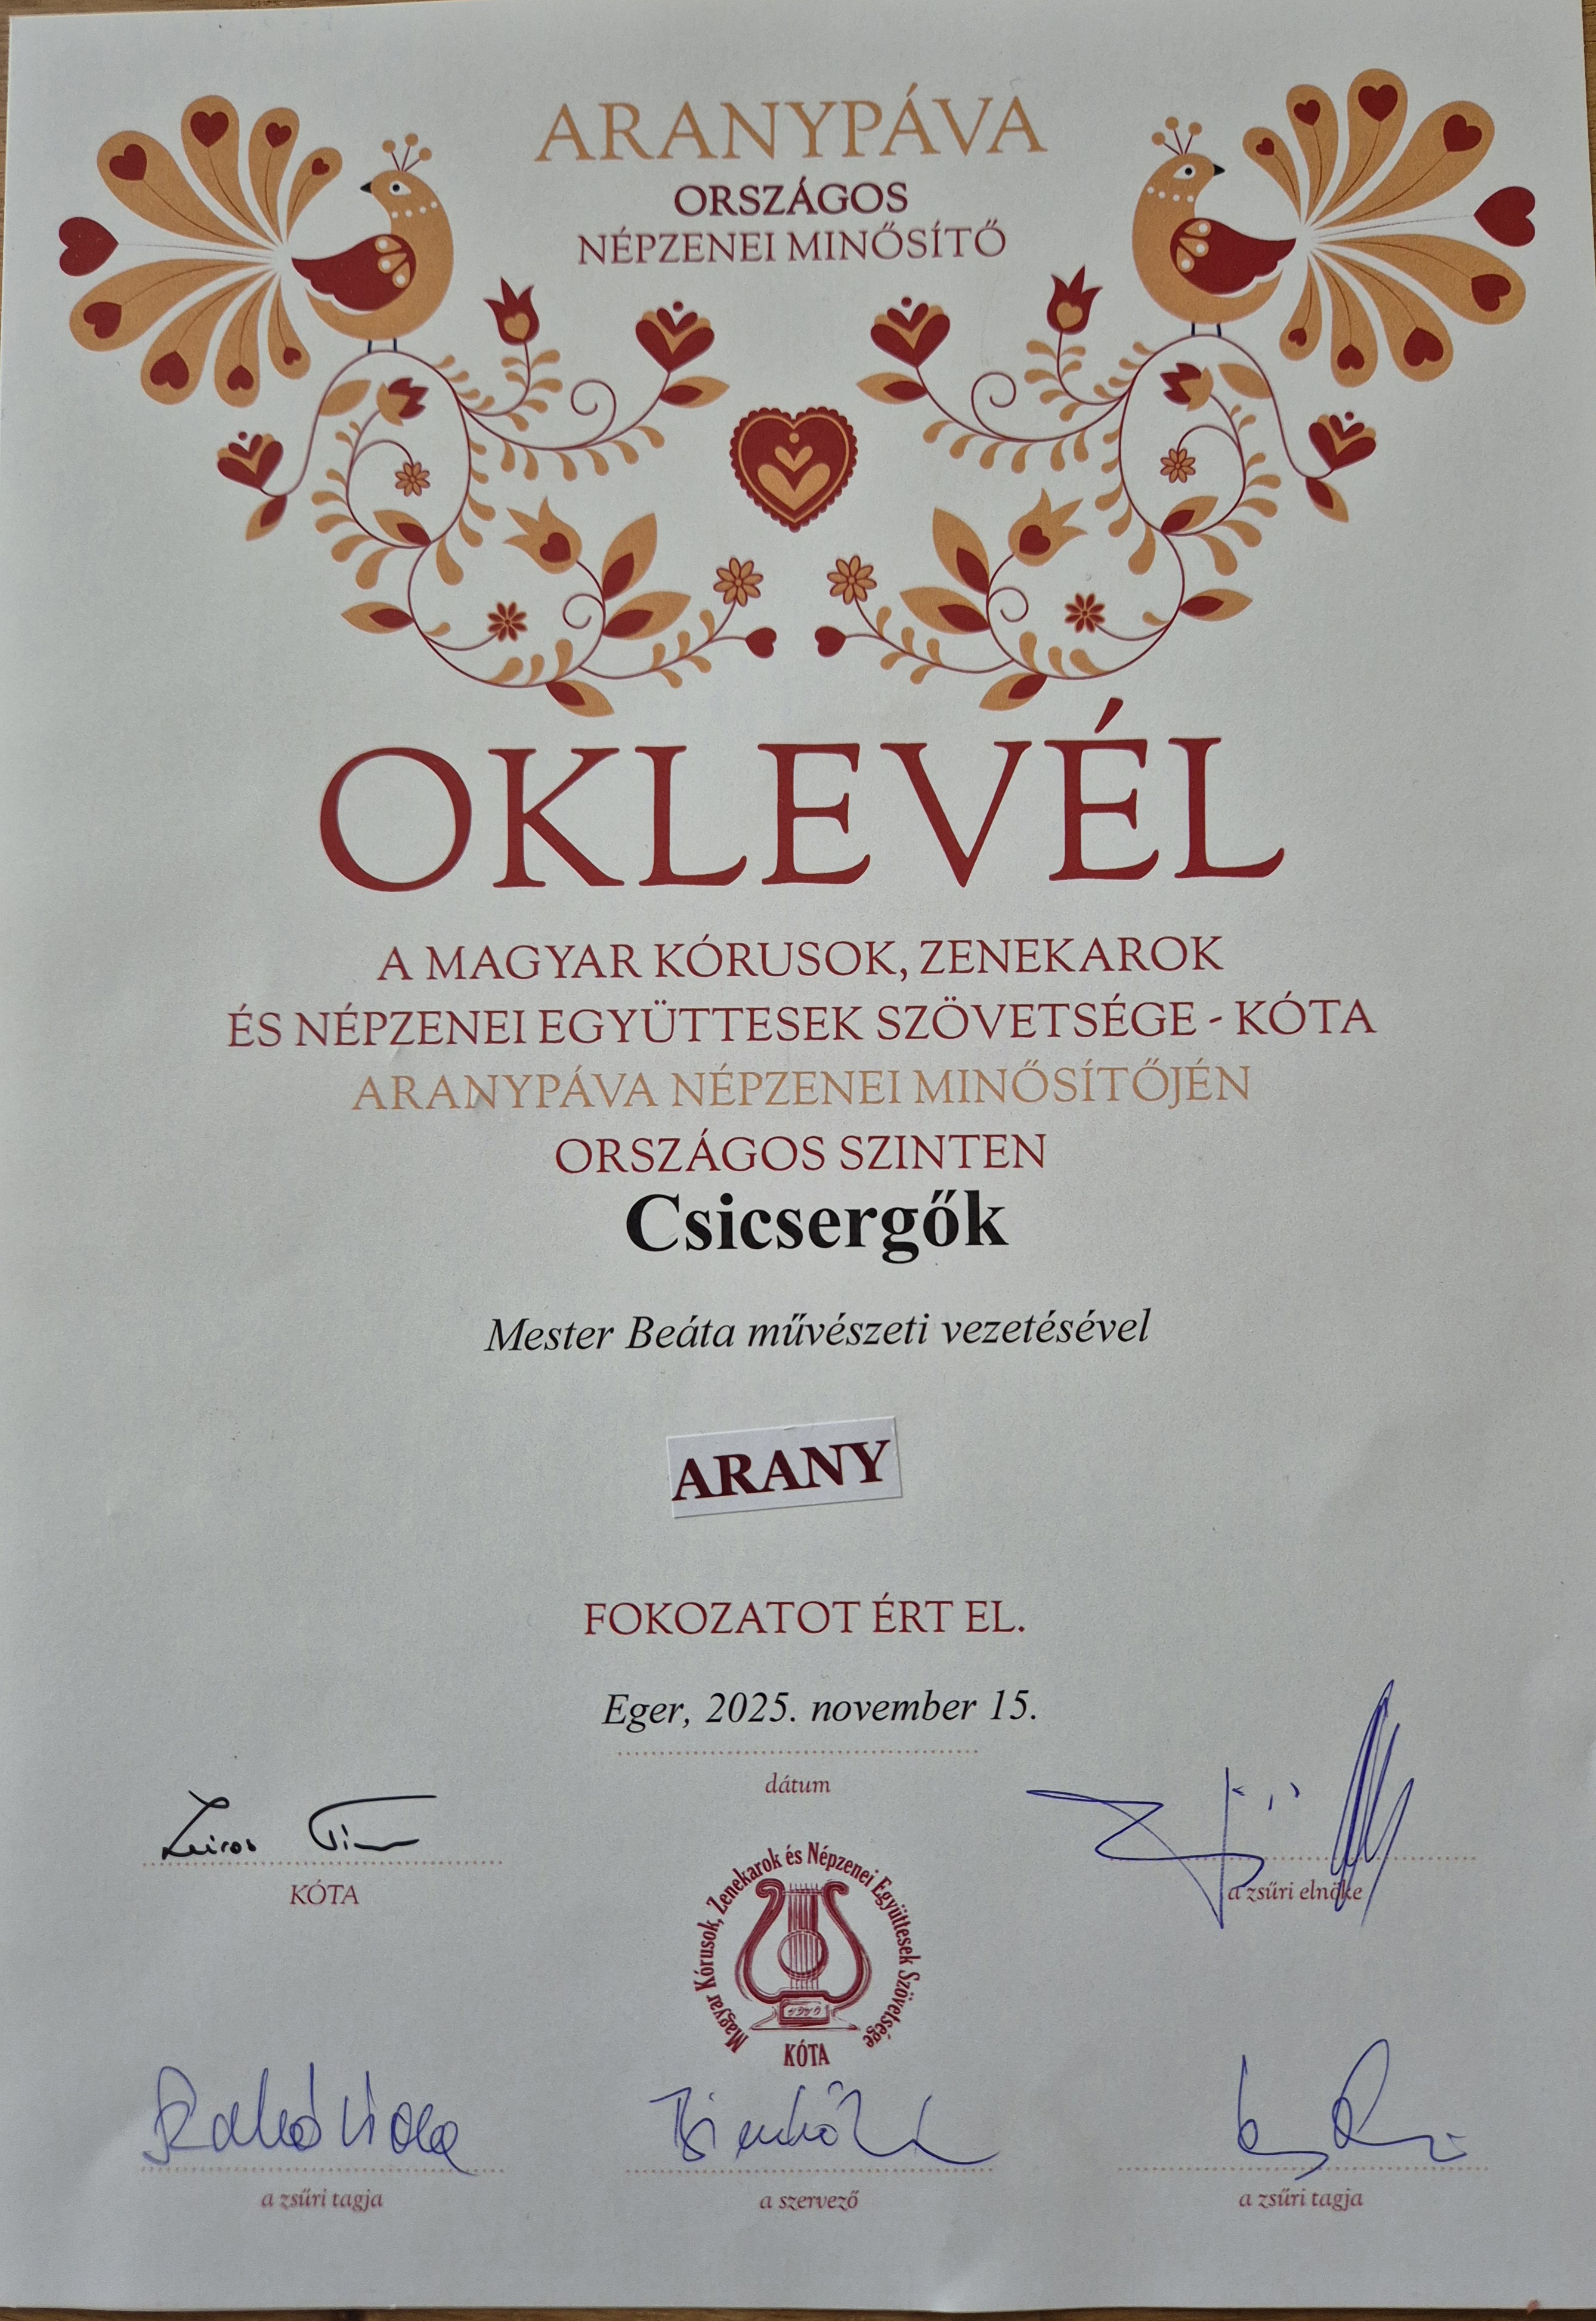 ARANYPÁVA
ORSZÁGOS
NÉPZENEI MINŐSÍTŐ
OKLEVÉL
A MAGYAR KÓRUSOK, ZENEKAROK
ÉS NÉPZENEI EGYÜTTESEK SZÖVETSÉGE - KÓTA
ARANYPÁVA NÉPZENEI MINŐSÍTŐJÉN
ORSZÁGOS SZINTEN
Csicsergők
Mester Beáta művészeti vezetésével
ARANY
FOKOZATOT ÉRT EL.
Eger, 2025. november 15.
dátum
KÓTA
a zsűri elnöke
Magyar Kórusok, Zenekarok és Népzenei Együttesek Szövetsége
KÓTA
a zsűri tagja
a szervező
a zsűri tagja